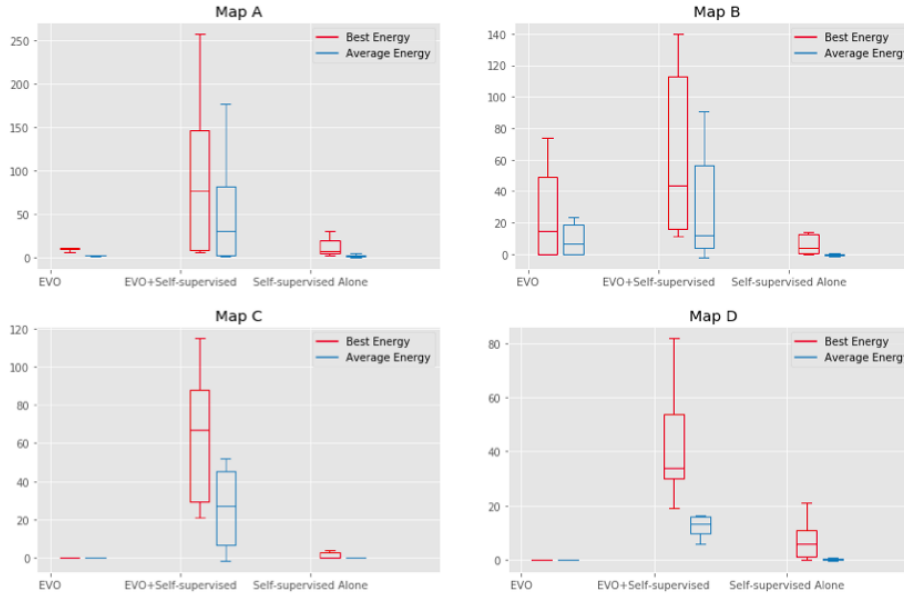 Map A
250
200
150
100
50
0
Best Energy
Average Energy
EVO EVO+Self-supervised Self-supervised Alone
Map B
140
120
100
80
60
40
20
0
Best Energy
Average Energy
EVO EVO+Self-supervised Self-supervised Alone
Map C
120
100
80
60
40
20
0
Best Energy
Average Energy
EVO EVO+Self-supervised Self-supervised Alone
Map D
80
60
40
20
0
Best Energy
Average Energy
EVO EVO+Self-supervised Self-supervised Alone